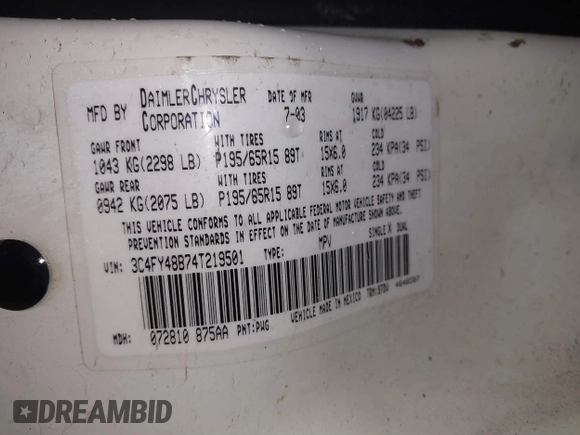 MFD BY DAIMLERCHRYSLER CORPORATION DATE OF MFR 7-03 GVWR 1917 KG(04225 LB)
GAWR FRONT WITH TIRES RIMS AT COLD
1043 KG(2298 LB) P195/65R15 89T 15X6.0 234 KPA(34 PSI)
GAWR REAR WITH TIRES RIMS AT COLD
0942 KG(2075 LB) P195/65R15 89T 15X6.0 234 KPA(34 PSI)
THIS VEHICLE CONFORMS TO ALL APPLICABLE FEDERAL MOTOR VEHICLE SAFETY AND THEFT
PREVENTION STANDARDS IN EFFECT ON THE DATE OF MANUFACTURE SHOWN ABOVE.
VIN: 3C4FY48B74T219501 TYPE: MPV SINGLE X DUAL
MDH: 072810 875AA PNT:PWG VEHICLE MADE IN MEXICO
DREAMBID